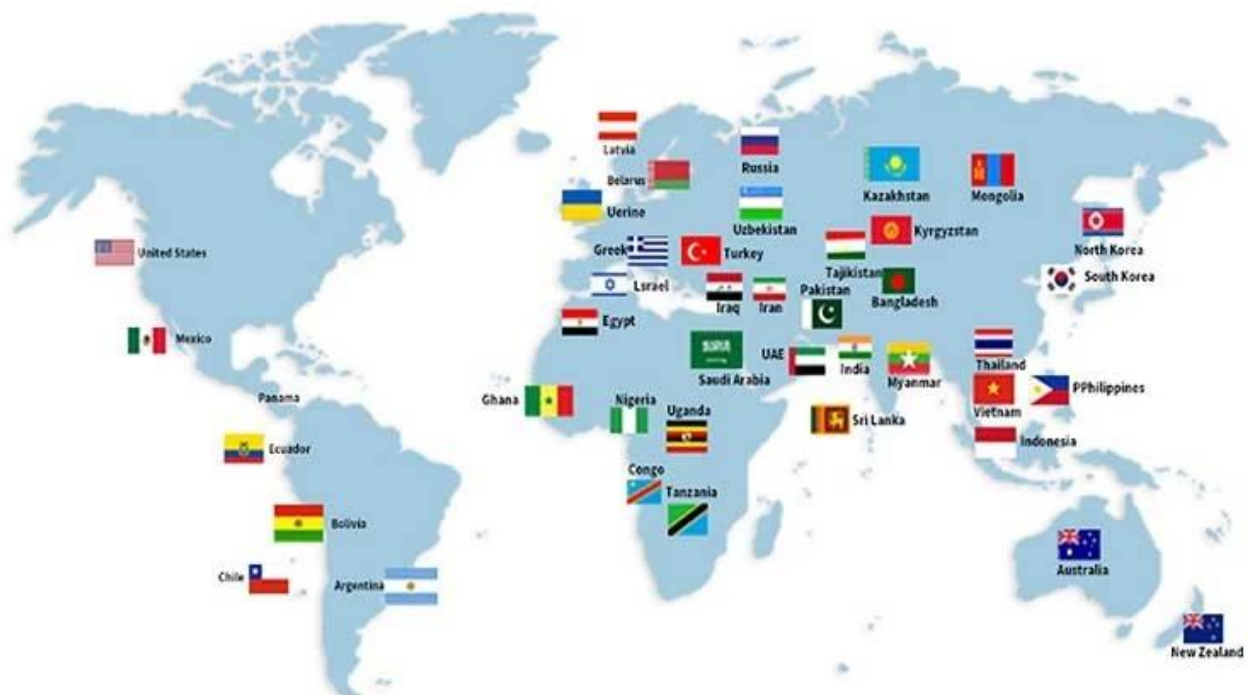 Latvia
Russia
Belarus
Kazakhstan
Mongolia
Uerine
Uzbekistan
Kyrgyzstan
North Korea
United States
Greek
Turkey
Tajikistan
South Korea
Lsrael
Iraq
Iran
Pakistan
Bangladesh
Egypt
Mexico
UAE
India
Saudi Arabia
Myanmar
Thailand
Panama
Ghana
Nigeria
Uganda
Vietnam
PPhilippines
Sri Lanka
Ecuador
Indonesia
Congo
Tanzania
Bolivia
Chile
Argentina
Australia
New Zealand